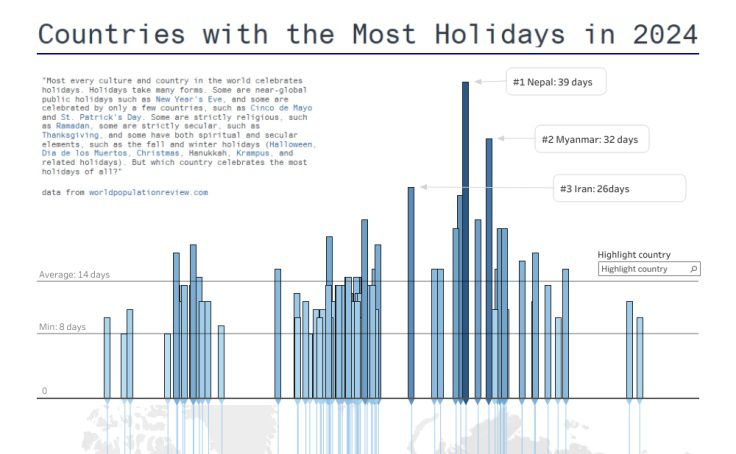 Countries with the Most Holidays in 2024
"Most every culture and country in the world celebrates
holidays. Holidays take many forms. Some are near-global
public holidays such as New Year's Eve, and some are
celebrated by only a few countries, such as Cinco de Mayo
and St. Patrick's Day. Some are strictly religious, such
as Ramadan, some are strictly secular, such as
Thanksgiving, and some have both spiritual and secular
elements, such as the fall and winter holidays (Halloween,
Dia de los Muertos, Christmas, Hanukkah, Krampus, and
related holidays). But which country celebrates the most
holidays of all?"
data from worldpopulationreview.com
#1 Nepal: 39 days
#2 Myanmar: 32 days
#3 Iran: 26days
Highlight country
Highlight country
Average: 14 days
Min: 8 days
0